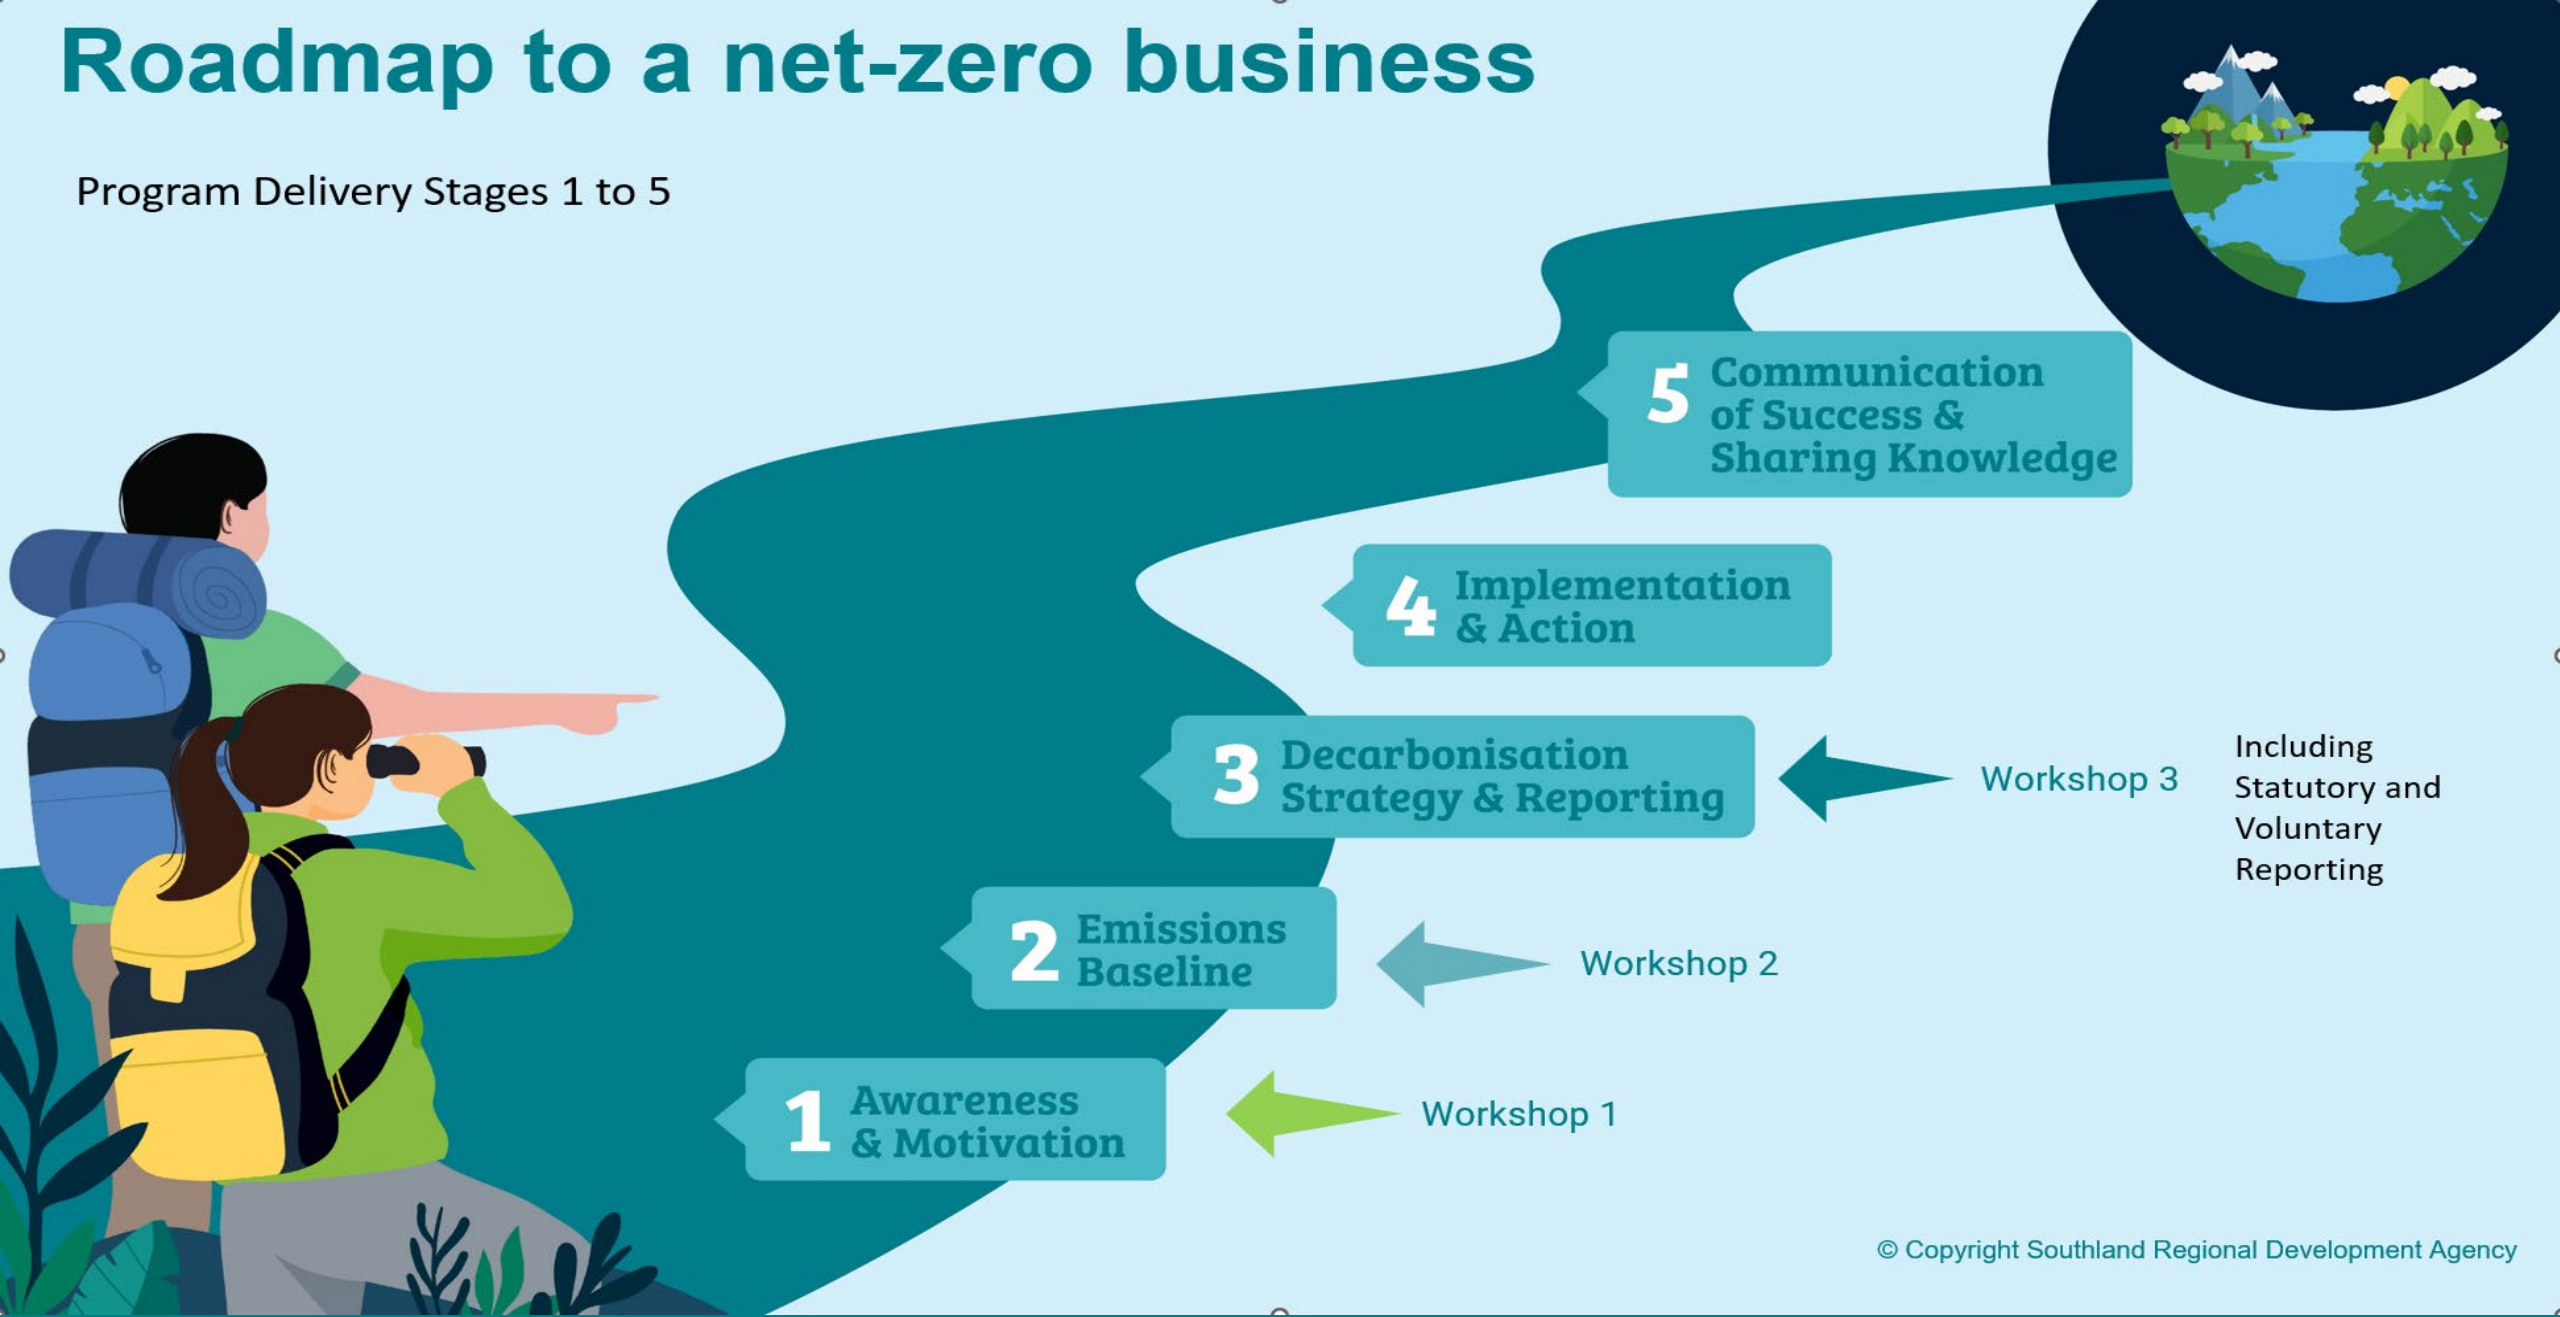 Roadmap to a net-zero business
Program Delivery Stages 1 to 5
5 Communication
of Success &
Sharing Knowledge
4 Implementation
& Action
3 Decarbonisation
Strategy & Reporting
Workshop 3
Including
Statutory and
Voluntary
Reporting
2 Emissions
Baseline
Workshop 2
1 Awareness
& Motivation
Workshop 1
© Copyright Southland Regional Development Agency